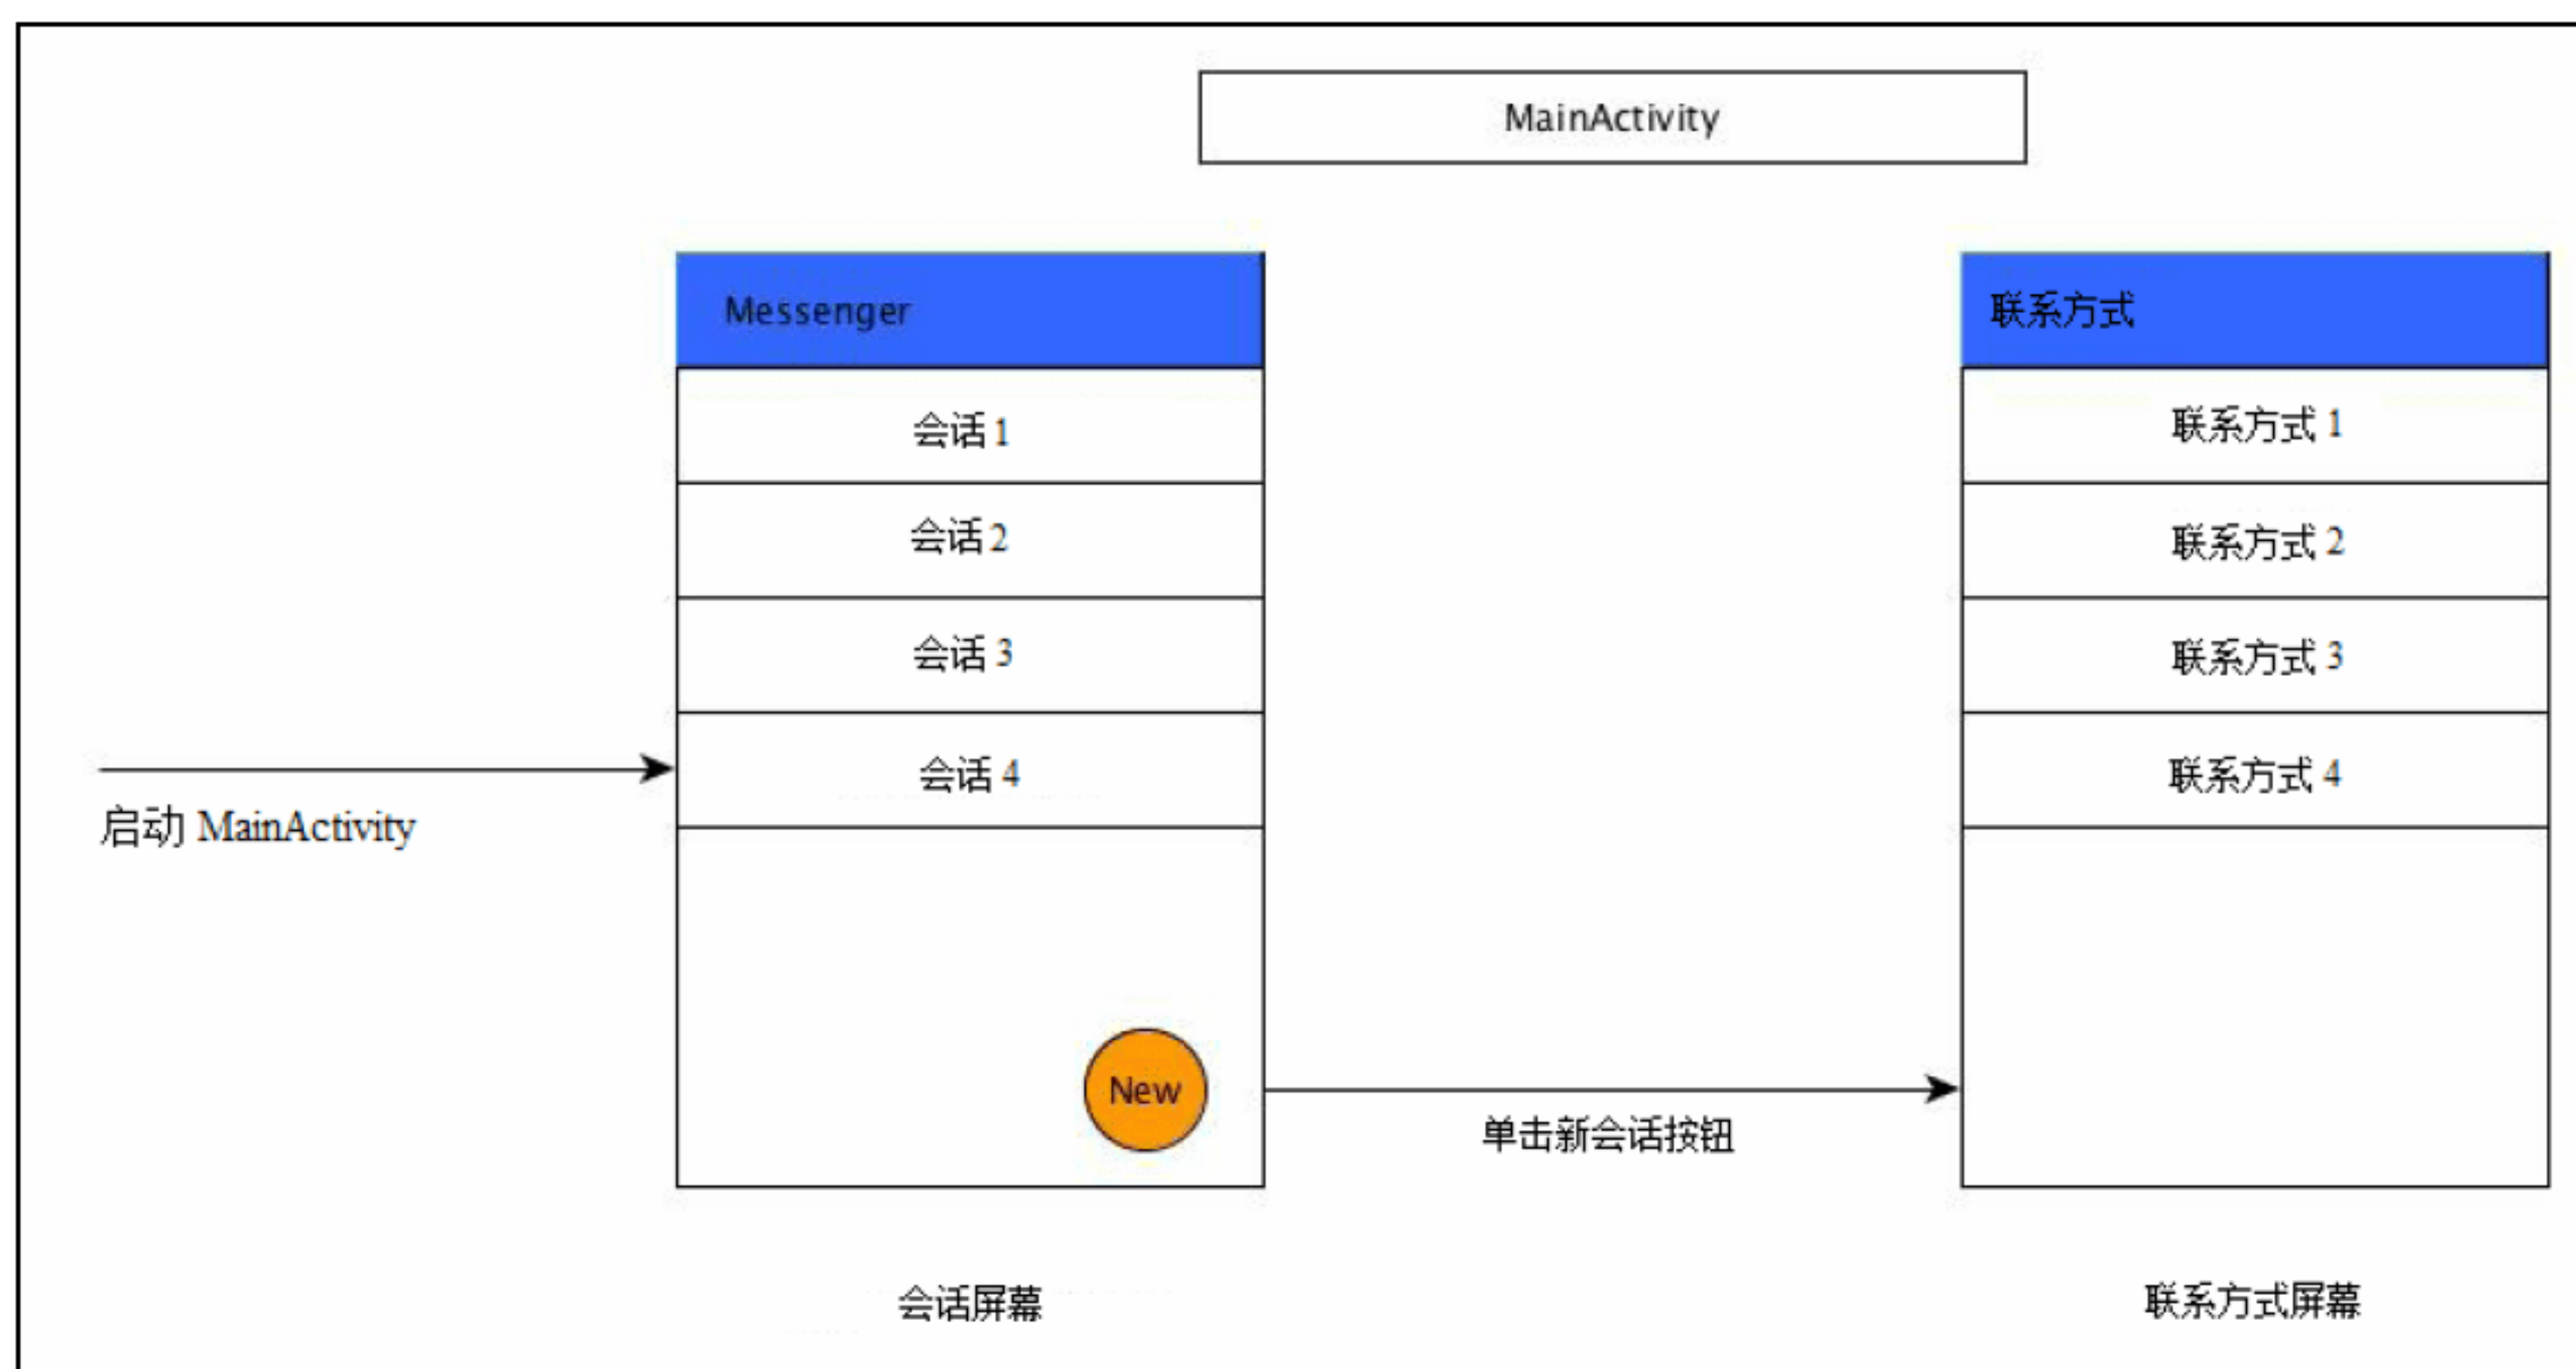 MainActivity
Messenger
会话 1
会话 2
会话 3
会话 4
New
启动 MainActivity
单击新会话按钮
会话屏幕
联系方式
联系方式 1
联系方式 2
联系方式 3
联系方式 4
联系方式屏幕